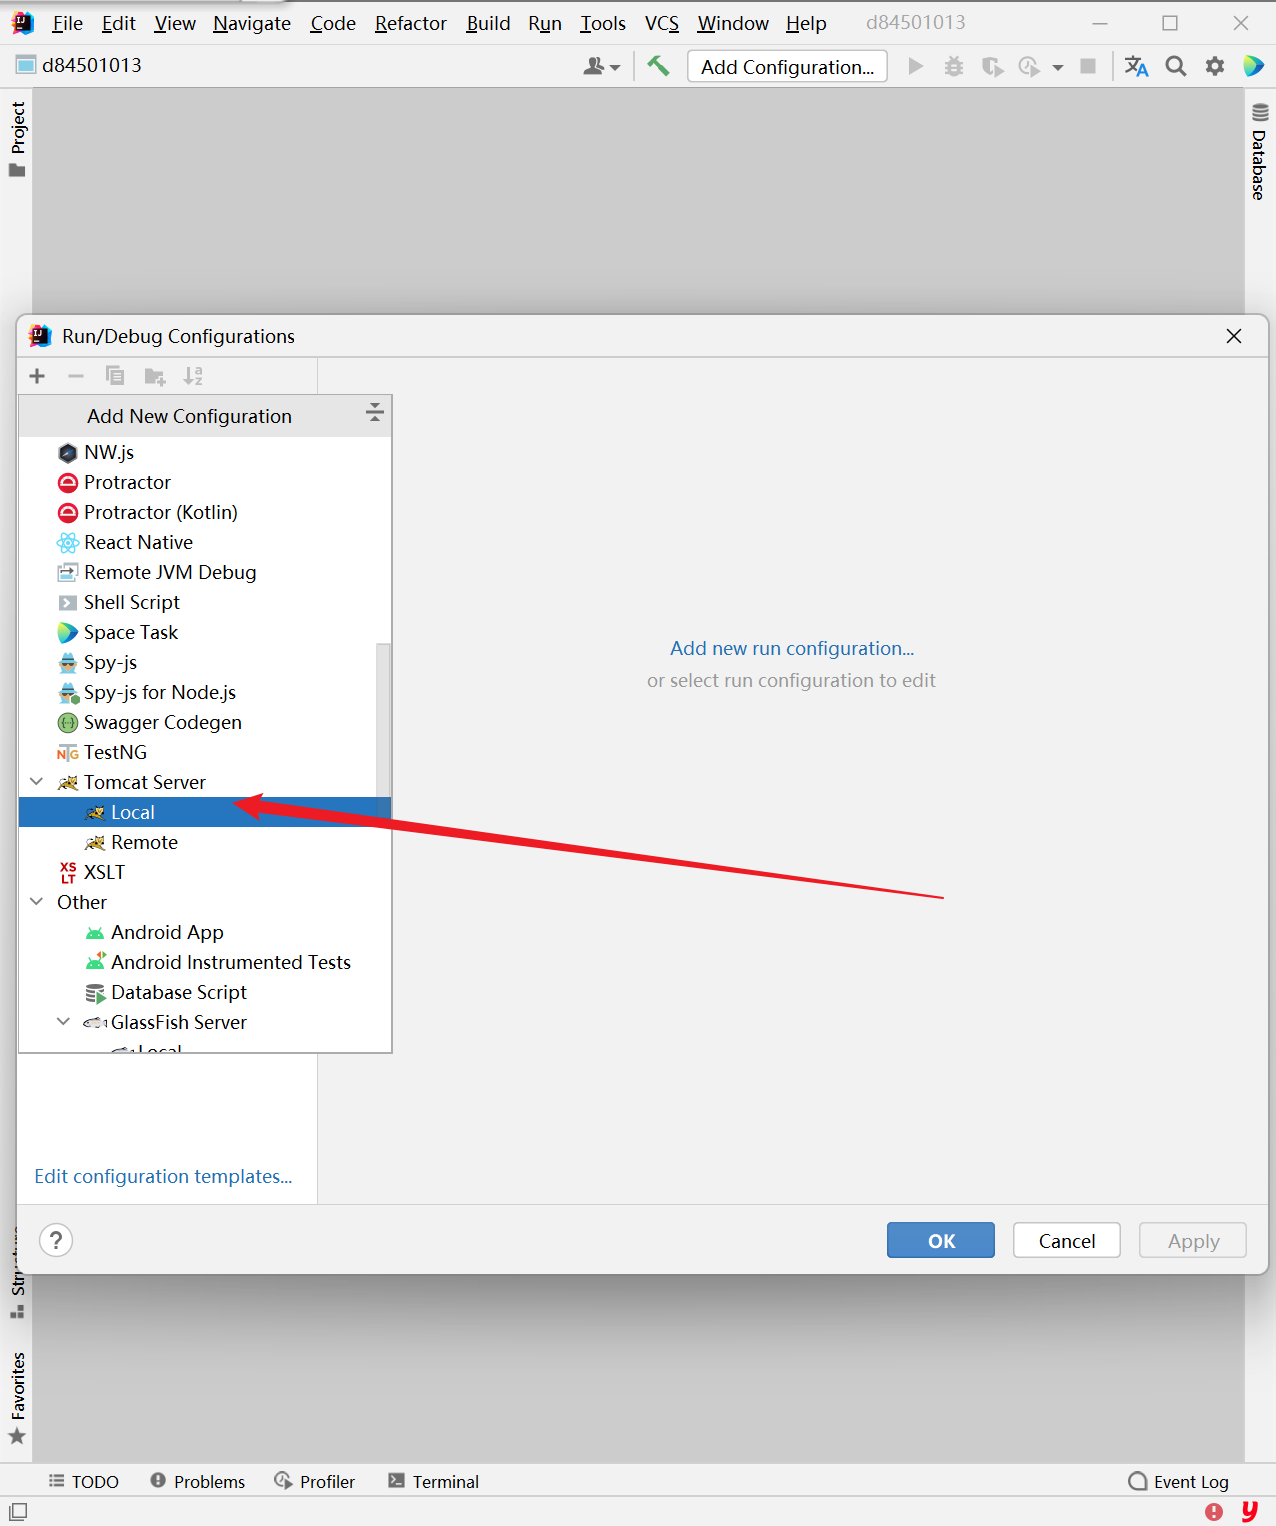 File Edit View Navigate Code Refactor Build Run Tools VCS Window Help d84501013
d84501013
Add Configuration...
Project
Database
Run/Debug Configurations
Add New Configuration
NW.js
Protractor
Protractor (Kotlin)
React Native
Remote JVM Debug
Shell Script
Space Task
Spy-js
Spy-js for Node.js
Swagger Codegen
TestNG
Tomcat Server
Local
Remote
XSLT
Other
Android App
Android Instrumented Tests
Database Script
GlassFish Server
Local
Add new run configuration...
or select run configuration to edit
Edit configuration templates...
? OK Cancel Apply
Structure
Favorites
TODO Problems Profiler Terminal Event Log